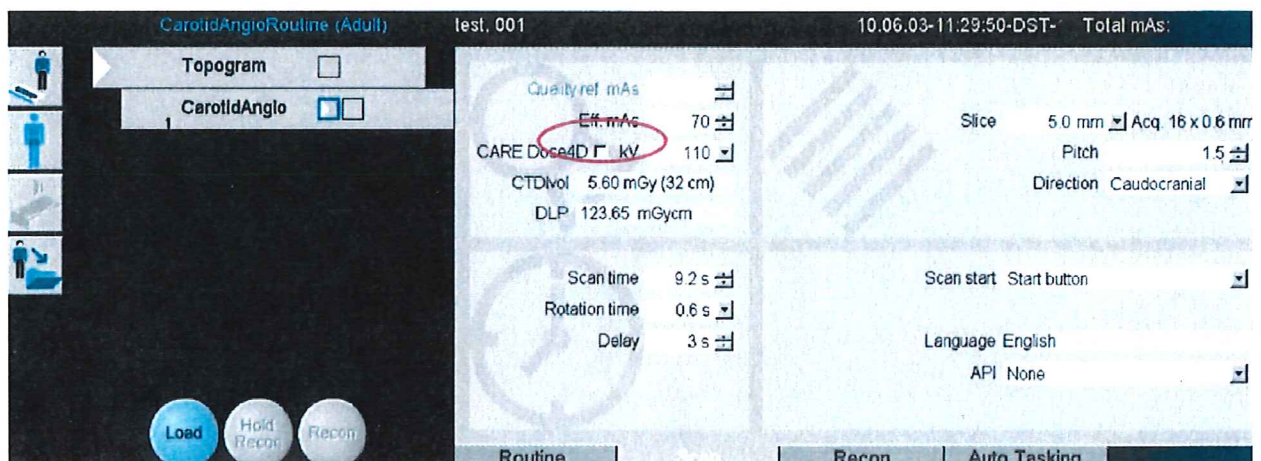 CarotidAngioRoutine (Adult) test, 001 10.06.03-11:29:50-DST- Total mAs:
Topogram
CarotidAngio
1
Quality ref. mAs
Eff. mAs 70
CARE Dose4D kV 110
CTDIvol 5.60 mGy (32 cm)
DLP 123.65 mGycm
Slice 5.0 mm Acq. 16 x 0.6 mm
Pitch 1.5
Direction Caudocranial
Scan time 9.2 s
Rotation time 0.6 s
Delay 3 s
Scan start Start button
Language English
API None
Load
Hold Recon
Recon
Routine Recon Auto Tasking